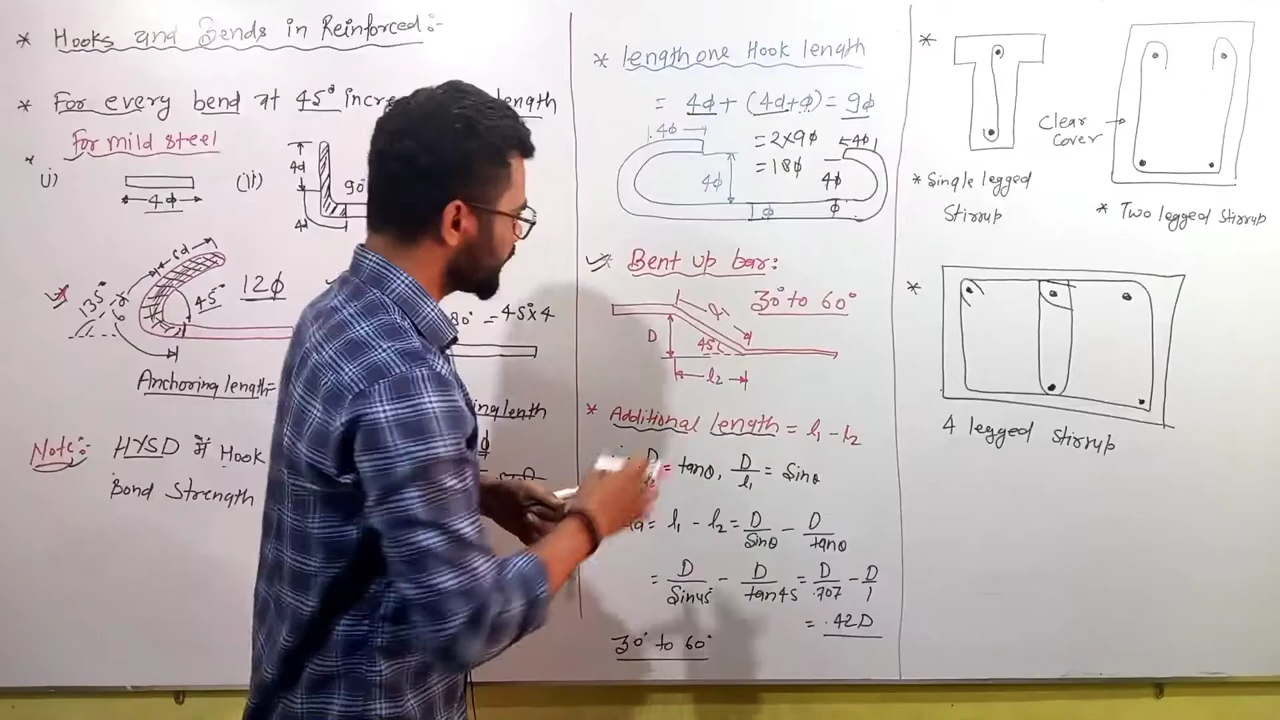 * Hooks and Bends in Reinforced:-
* For every bend at 45° incre length
For mild steel
i)
4φ
(ii)
4d
90°
4d
6d
135°
45°
12φ
180° = 45×4
Anchoring length=
Note:- HYSD में Hook
Bond Strength
* length one Hook length
= 4φ + (4d+φ) = 9φ
= 2×9φ
= 18φ
4φ
4φ
4φ
4φ
φ
φ
Bent up bar:
30° to 60°
D
l₁
45°
l₂
* Additional length = l₁ - l₂
D = tanθ, D/l₁ = Sinθ
= l₁ - l₂ = D/Sinθ - D/tanθ
= D/Sin45° - D/tan45 = D/.707 - D/1
= .42D
30° to 60°
*
Clear
Cover
* Single legged
Stirrup
* Two legged Stirrup
*
4 legged stirrup